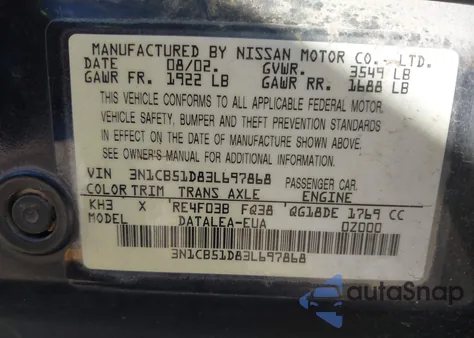 MANUFACTURED BY NISSAN MOTOR CO., LTD.
DATE 08/02. GVWR. 3549 LB
GAWR FR. 1922 LB GAWR RR. 1688 LB
THIS VEHICLE CONFORMS TO ALL APPLICABLE FEDERAL MOTOR
VEHICLE SAFETY, BUMPER, AND THEFT PREVENTION STANDARDS
IN EFFECT ON THE DATE OF MANUFACTURE SHOWN ABOVE.
SEE OWNER'S-MANUAL FOR ADDITIONAL INFORMATION.
VIN 3N1CB51D83L697868 PASSENGER CAR.
COLOR TRIM TRANS AXLE ENGINE
KH3 X RE4F03B FQ38 QG18DE 1769 CC
MODEL DATALEA-EUA 0Z000
3N1CB51D83L697868
autoSnap